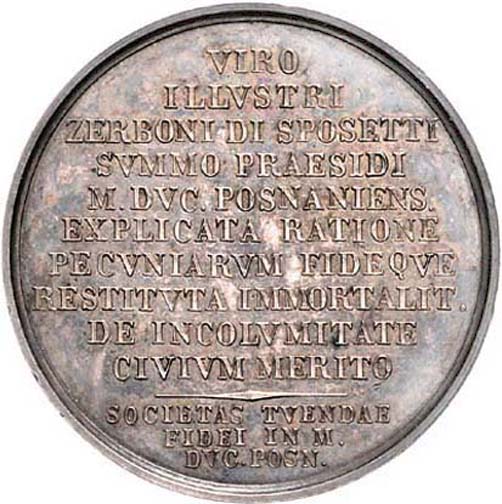 VIRO
ILLVSTRI
ZERBONI DI SPOSETTI
SVMMO PRAESIDI
M. DVC. POSNANIENS.
EXPLICATA RATIONE
PECVNIARVM FIDEQVE
RESTITVTA IMMORTALIT.
DE INCOLVMITATE
CIVIVM MERITO
SOCIETAS TVENDAE
FIDEI IN M.
DVC. POSN.